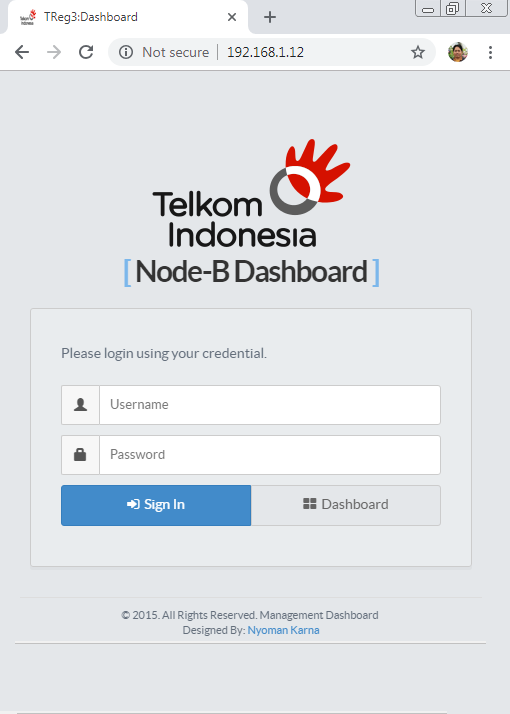 TReg3:Dashboard
Not secure | 192.168.1.12
Telkom
Indonesia
[ Node-B Dashboard ]
Please login using your credential.
Username
Password
Sign In
Dashboard
© 2015. All Rights Reserved. Management Dashboard
Designed By: Nyoman Karna